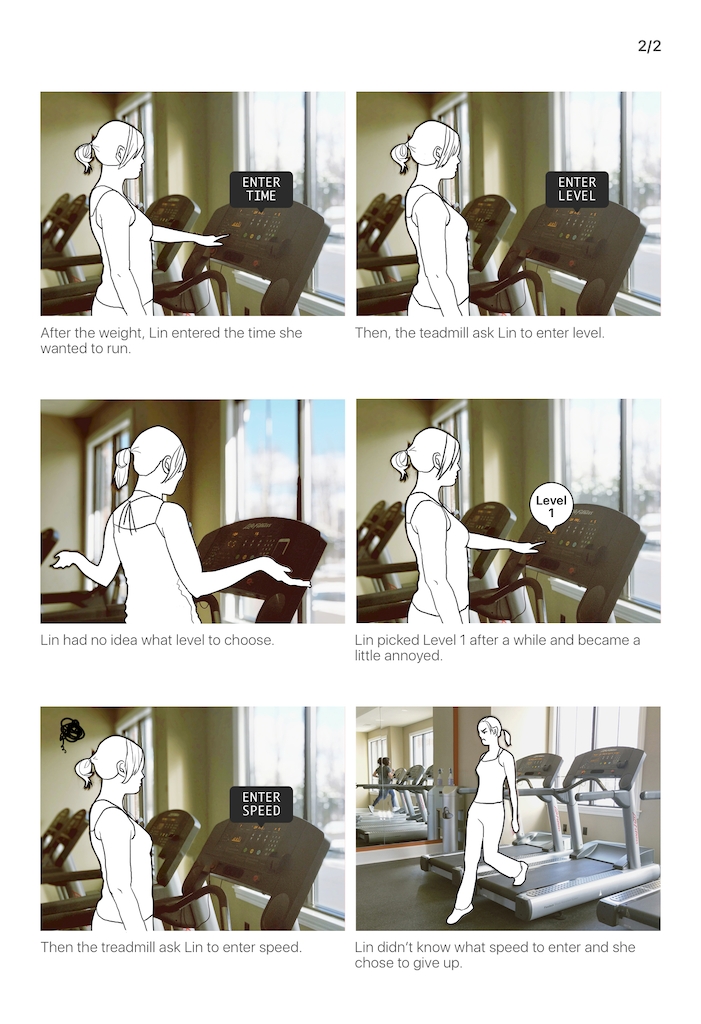 2/2
ENTER
TIME
ENTER
LEVEL
After the weight, Lin entered the time she
wanted to run.
Then, the teadmill ask Lin to enter level.
Level
1
Lin had no idea what level to choose.
Lin picked Level 1 after a while and became a
little annoyed.
ENTER
SPEED
Then the treadmill ask Lin to enter speed.
Lin didn’t know what speed to enter and she
chose to give up.